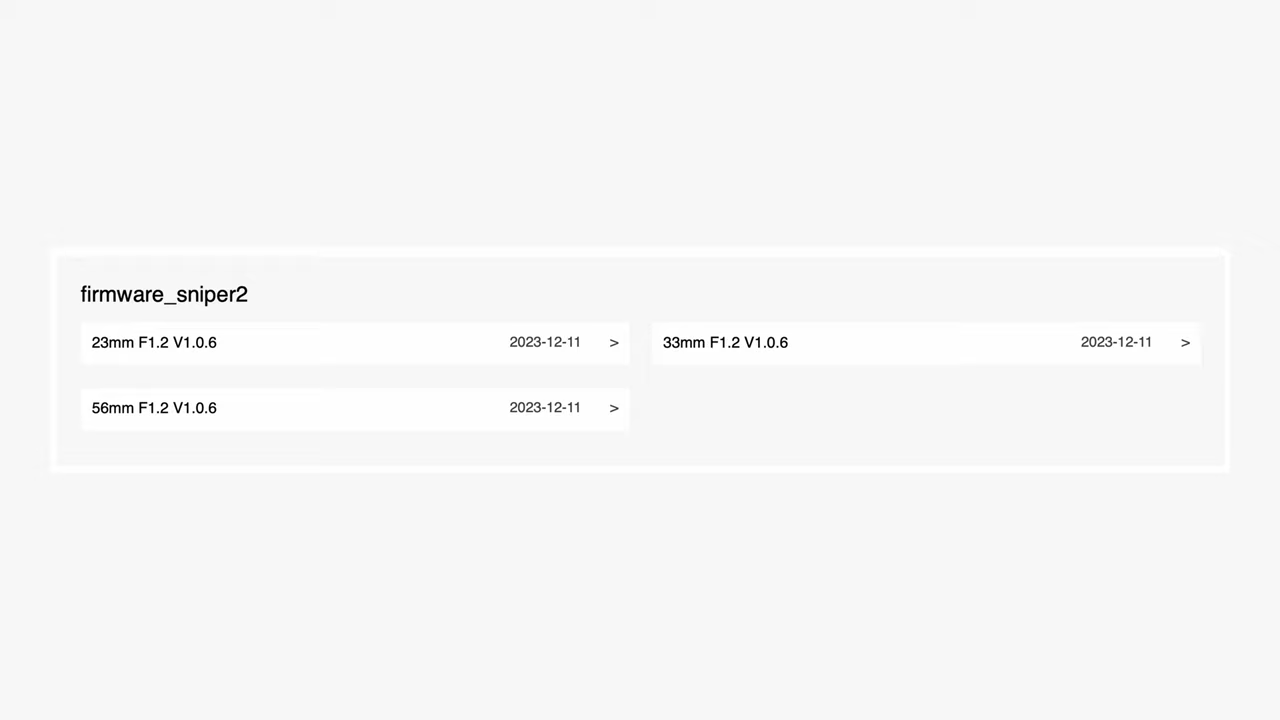 firmware_sniper2
23mm F1.2 V1.0.6 2023-12-11 >
33mm F1.2 V1.0.6 2023-12-11 >
56mm F1.2 V1.0.6 2023-12-11 >